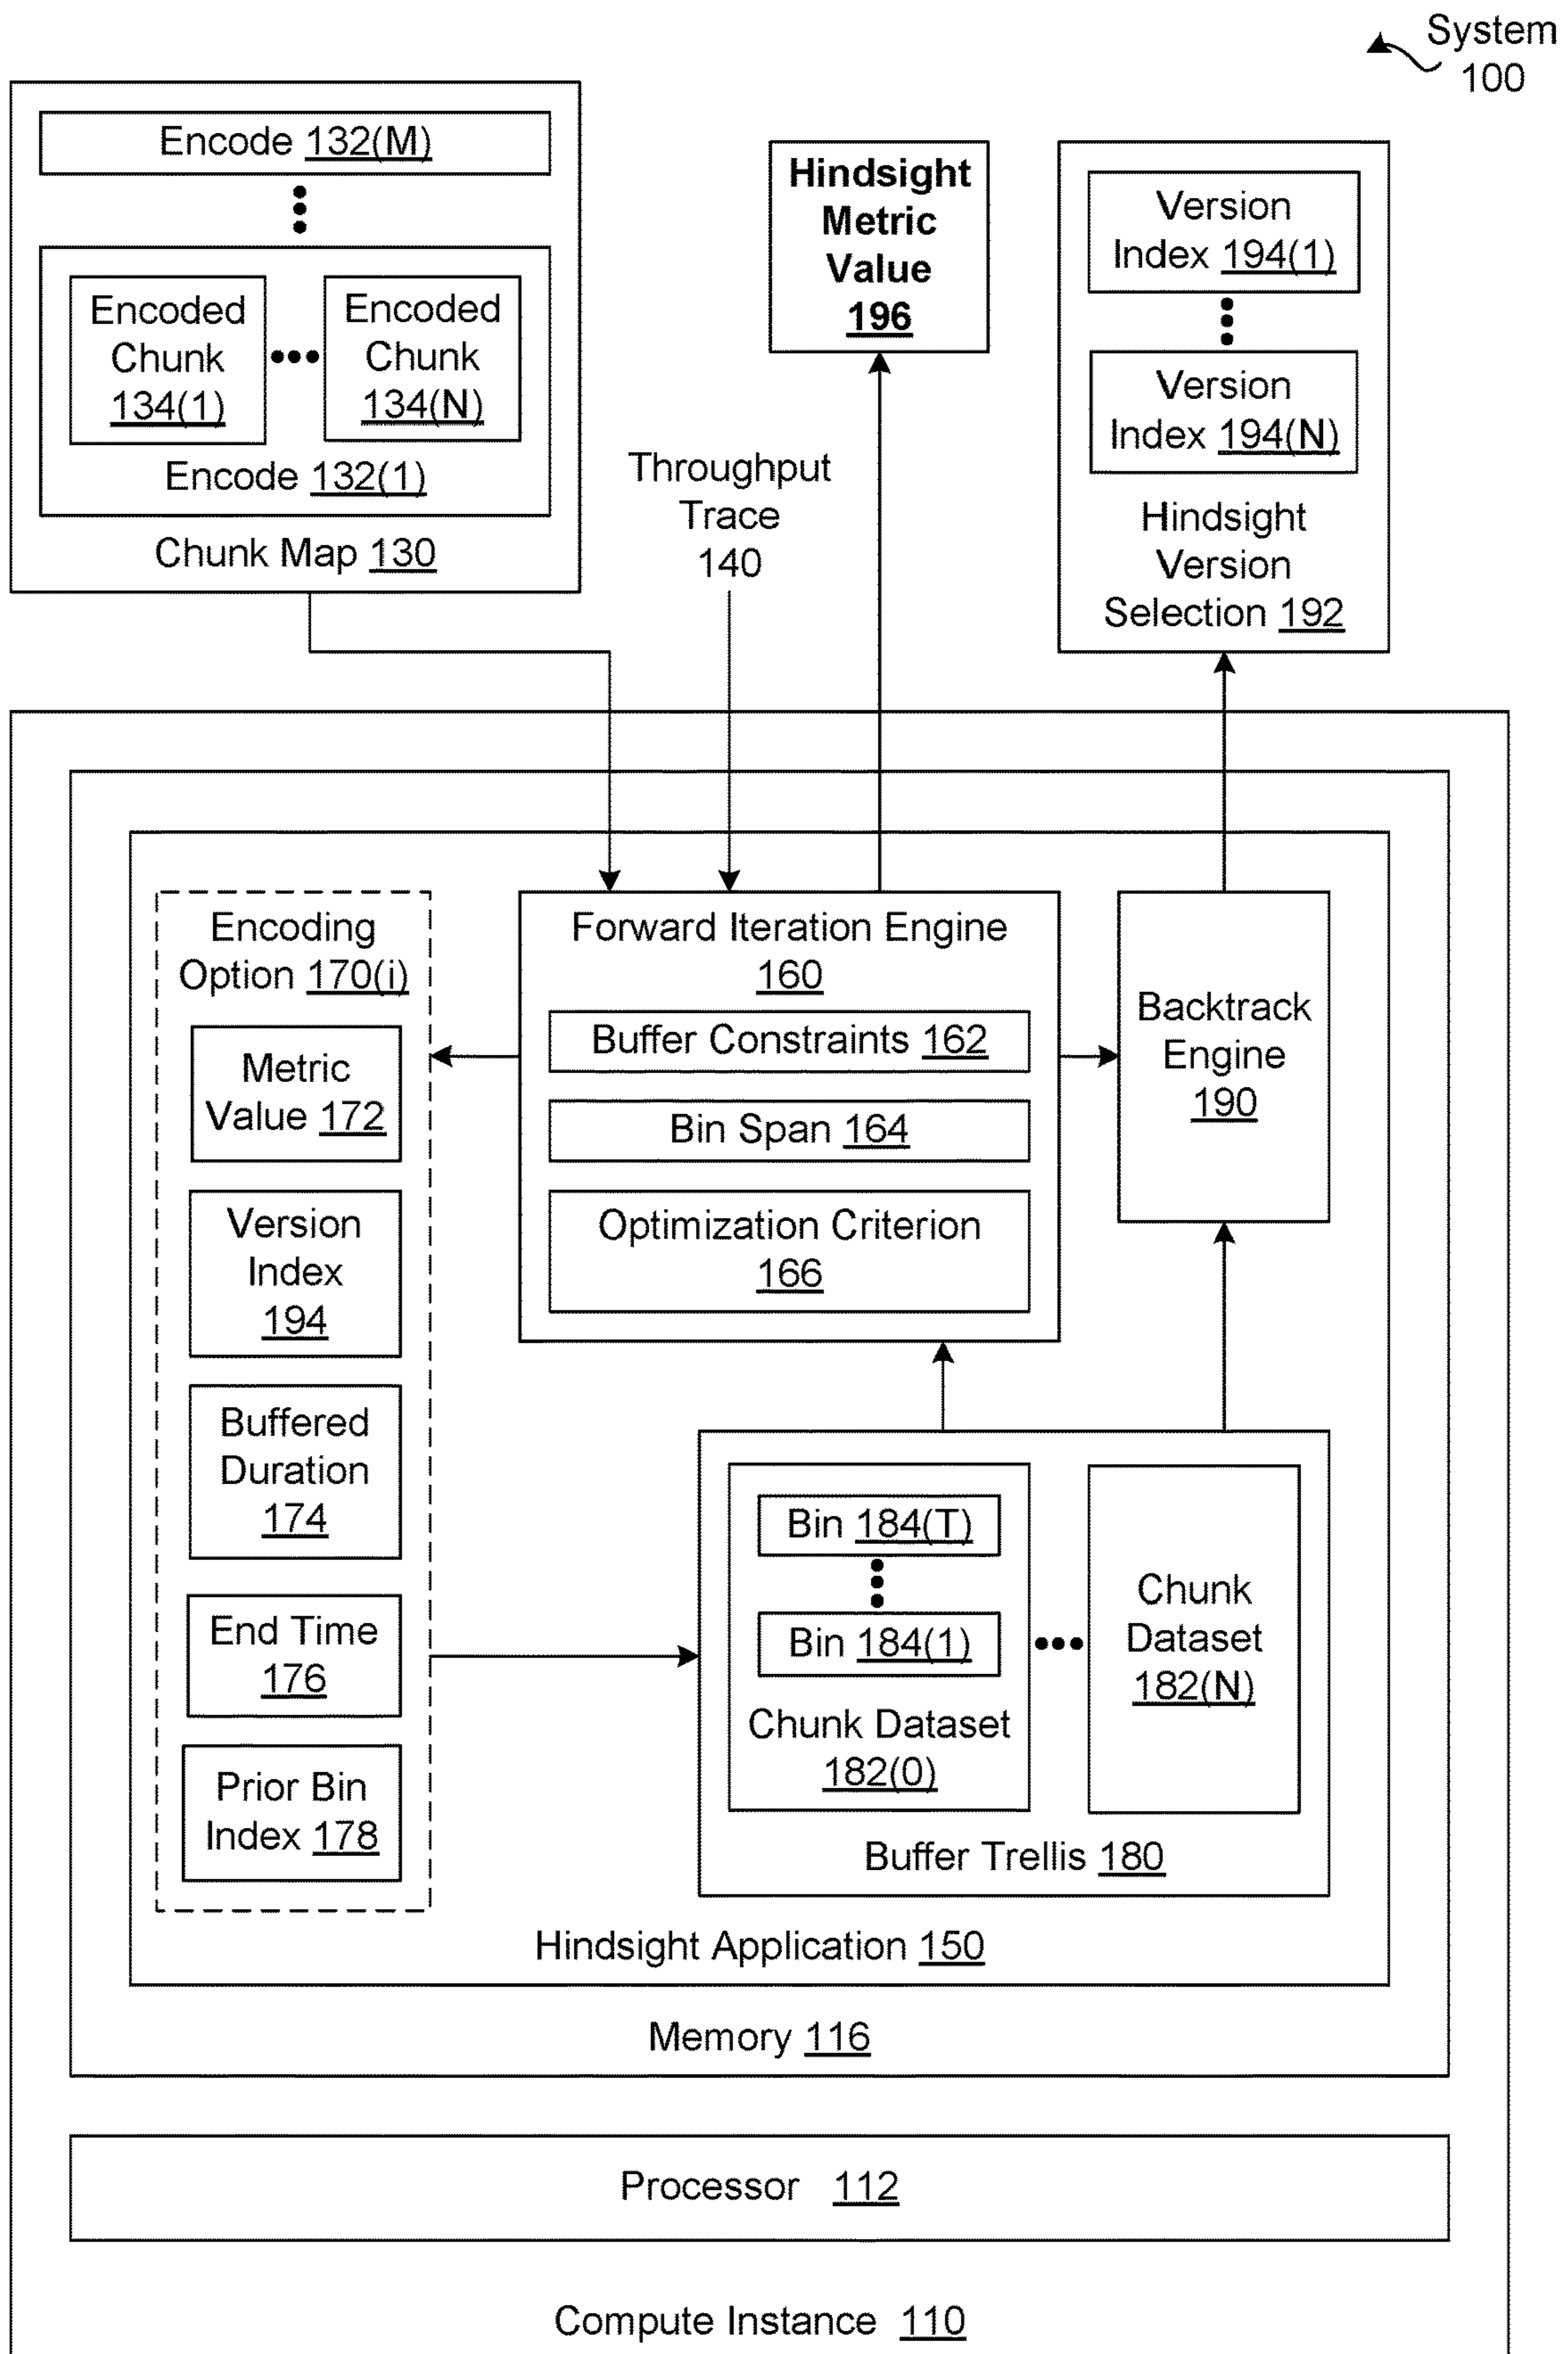 System
100
Encode 132(M)
Encoded
Chunk
134(1)
Encoded
Chunk
134(N)
Encode 132(1)
Chunk Map 130
Throughput
Trace
140
Hindsight
Metric
Value
196
Version
Index 194(1)
Version
Index 194(N)
Hindsight
Version
Selection 192
Encoding
Option 170(i)
Metric
Value 172
Version
Index
194
Buffered
Duration
174
End Time
176
Prior Bin
Index 178
Forward Iteration Engine
160
Buffer Constraints 162
Bin Span 164
Optimization Criterion
166
Backtrack
Engine
190
Bin 184(T)
Bin 184(1)
Chunk Dataset
182(0)
Chunk
Dataset
182(N)
Buffer Trellis 180
Hindsight Application 150
Memory 116
Processor 112
Compute Instance 110